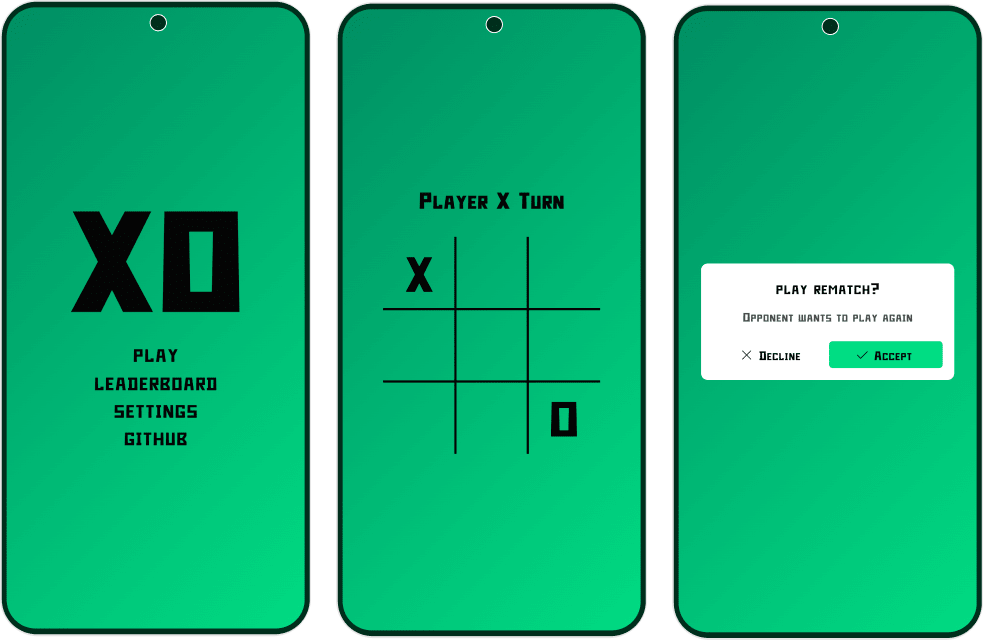 XO
PLAY
LEADERBOARD
SETTINGS
GITHUB
Player X Turn
X
O
PLAY REMATCH?
Opponent wants to play again
Decline
Accept